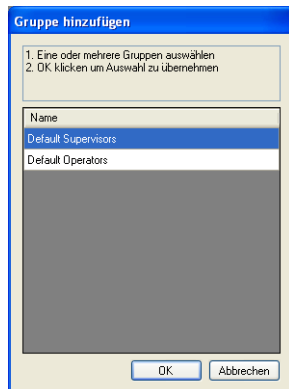 Gruppe hinzufügen
1. Eine oder mehrere Gruppen auswählen
2. OK klicken um Auswahl zu übernehmen
Name
Default Supervisors
Default Operators
OK
Abbrechen